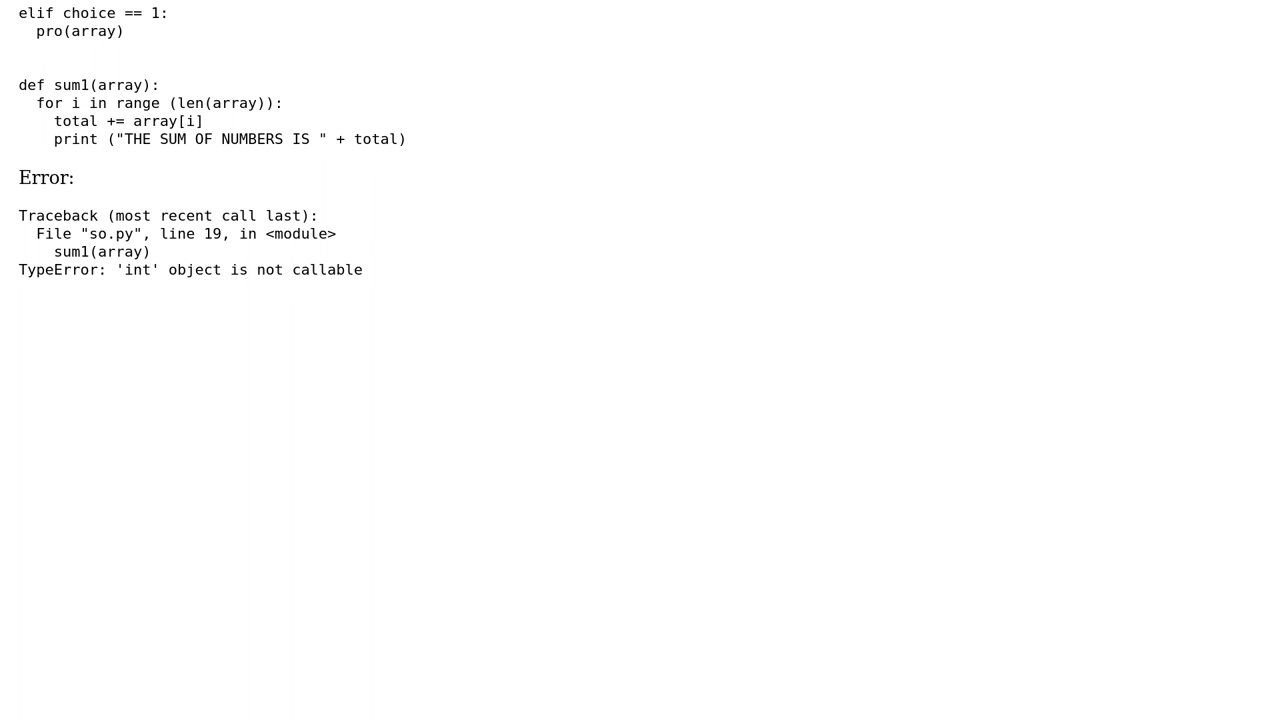 elif choice == 1:
  pro(array)
def sum1(array):
  for i in range (len(array)):
    total += array[i]
    print ("THE SUM OF NUMBERS IS " + total)
Error:
Traceback (most recent call last):
  File "so.py", line 19, in <module>
    sum1(array)
TypeError: 'int' object is not callable